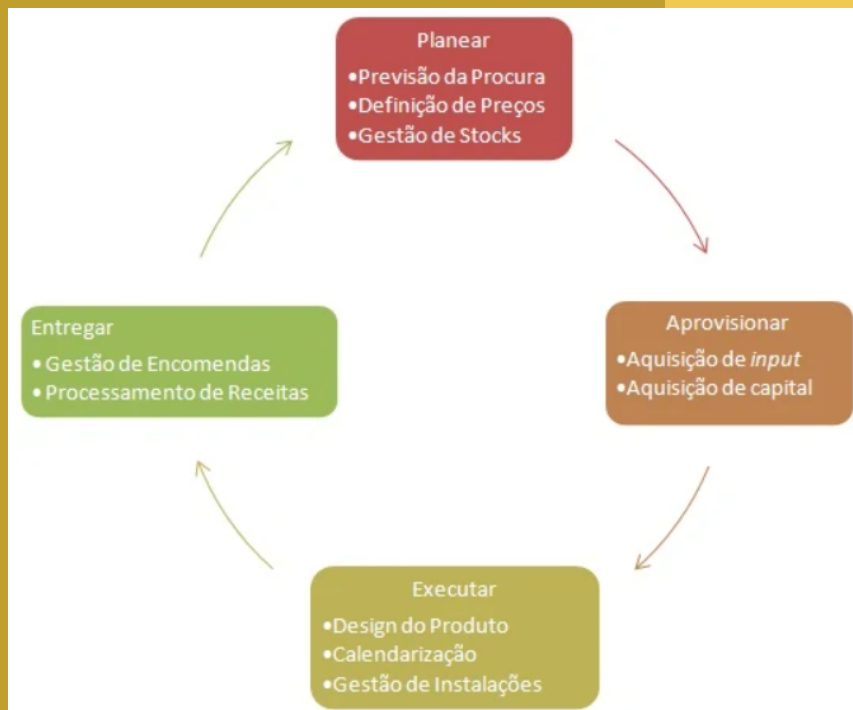 Planear
•Previsão da Procura
•Definição de Preços
•Gestão de Stocks
Aprovisionar
•Aquisição de input
•Aquisição de capital
Executar
•Design do Produto
•Calendarização
•Gestão de Instalações
Entregar
• Gestão de Encomendas
• Processamento de Receitas